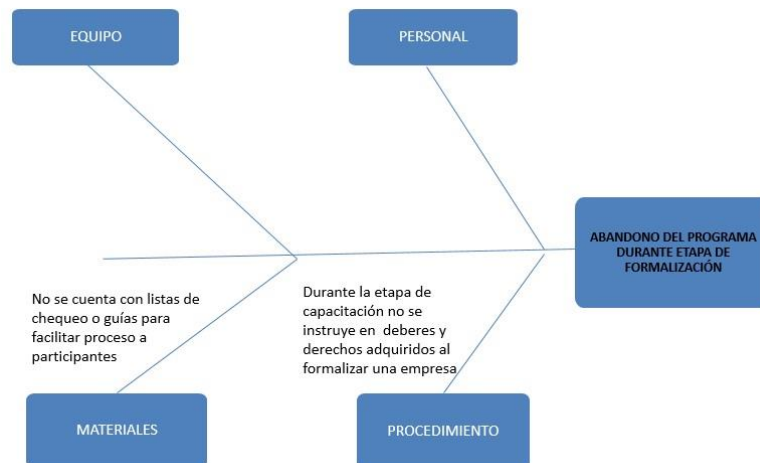 EQUIPO
PERSONAL
ABANDONO DEL PROGRAMA
DURANTE ETAPA DE
FORMALIZACIÓN
No se cuenta con listas de
chequeo o guías para
facilitar proceso a
participantes
Durante la etapa de
capacitación no se
instruye en deberes y
derechos adquiridos al
formalizar una empresa
MATERIALES
PROCEDIMIENTO